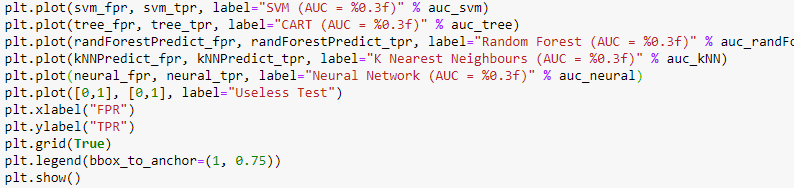 plt.plot(svm_fpr, svm_tpr, label="SVM (AUC = %0.3f)" % auc_svm)
plt.plot(tree_fpr, tree_tpr, label="CART (AUC = %0.3f)" % auc_tree)
plt.plot(randForestPredict_fpr, randForestPredict_tpr, label="Random Forest (AUC = %0.3f)" % auc_randFo
plt.plot(kNNPredict_fpr, kNNPredict_tpr, label="K Nearest Neighbours (AUC = %0.3f)" % auc_kNN)
plt.plot(neural_fpr, neural_tpr, label="Neural Network (AUC = %0.3f)" % auc_neural)
plt.plot([0,1], [0,1], label="Useless Test")
plt.xlabel("FPR")
plt.ylabel("TPR")
plt.grid(True)
plt.legend(bbox_to_anchor=(1, 0.75))
plt.show()